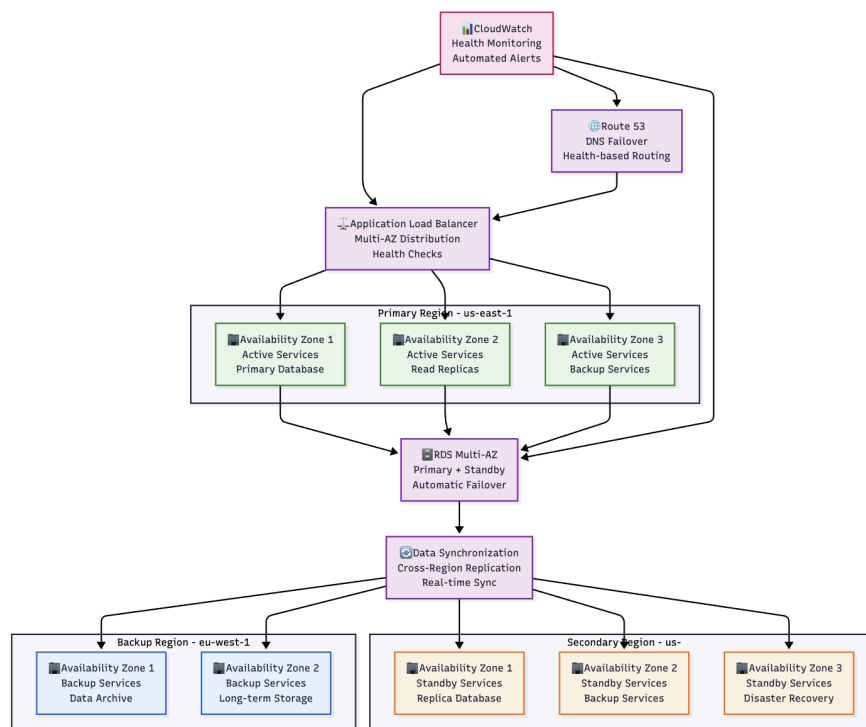 CloudWatch
Health Monitoring
Automated Alerts
Route 53
DNS Failover
Health-based Routing
Application Load Balancer
Multi-AZ Distribution
Health Checks
Primary Region - us-east-1
Availability Zone 1
Active Services
Primary Database
Availability Zone 2
Active Services
Read Replicas
Availability Zone 3
Active Services
Backup Services
RDS Multi-AZ
Primary + Standby
Automatic Failover
Data Synchronization
Cross-Region Replication
Real-time Sync
Backup Region - eu-west-1
Availability Zone 1
Backup Services
Data Archive
Availability Zone 2
Backup Services
Long-term Storage
Secondary Region - us-
Availability Zone 1
Standby Services
Replica Database
Availability Zone 2
Standby Services
Backup Services
Availability Zone 3
Standby Services
Disaster Recovery